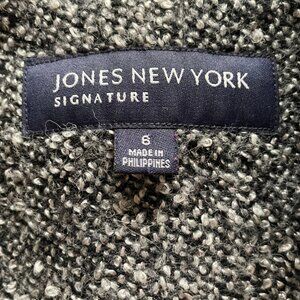 JONES NEW YORK
SIGNATURE
6
MADE IN
PHILIPPINES